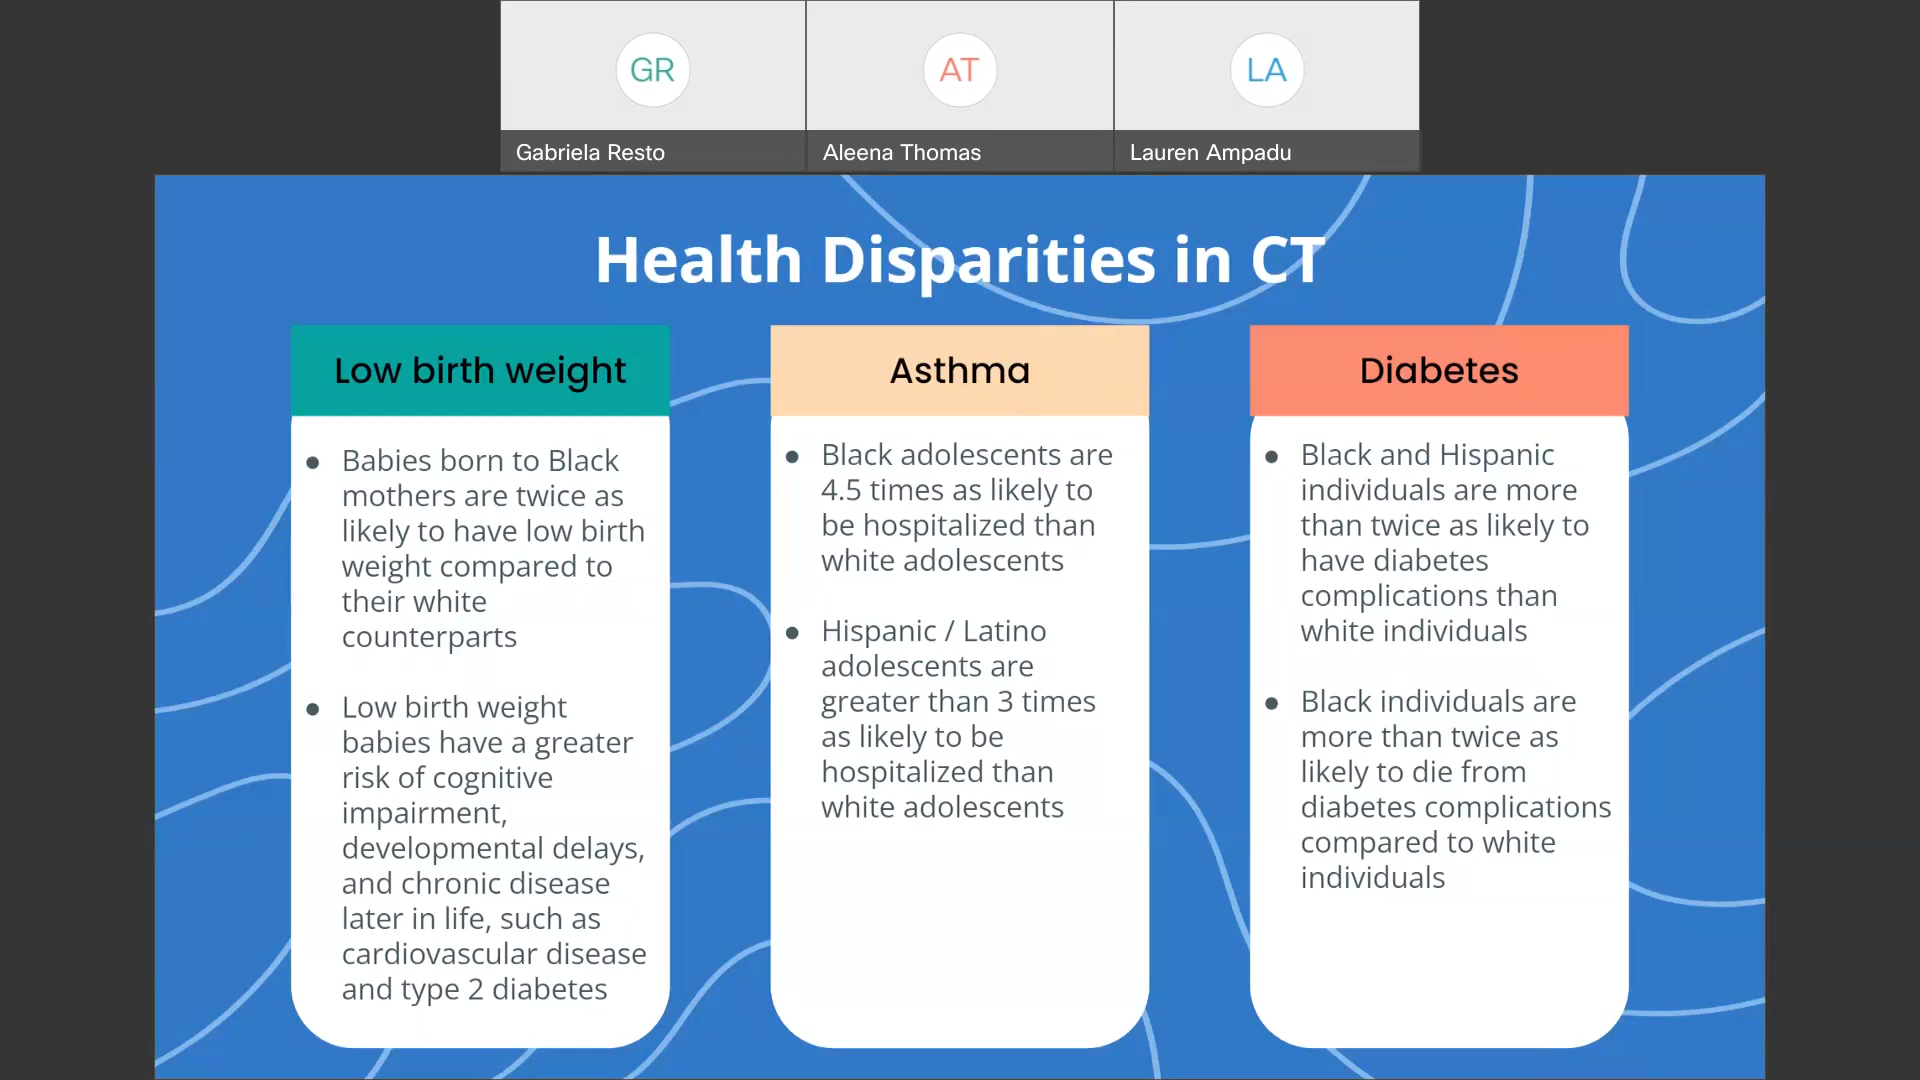 GR
AT
LA
Gabriela Resto
Aleena Thomas
Lauren Ampadu
Health Disparities in CT
Low birth weight
● Babies born to Black
mothers are twice as
likely to have low birth
weight compared to
their white
counterparts
● Low birth weight
babies have a greater
risk of cognitive
impairment,
developmental delays,
and chronic disease
later in life, such as
cardiovascular disease
and type 2 diabetes
Asthma
● Black adolescents are
4.5 times as likely to
be hospitalized than
white adolescents
● Hispanic / Latino
adolescents are
greater than 3 times
as likely to be
hospitalized than
white adolescents
Diabetes
● Black and Hispanic
individuals are more
than twice as likely to
have diabetes
complications than
white individuals
● Black individuals are
more than twice as
likely to die from
diabetes complications
compared to white
individuals